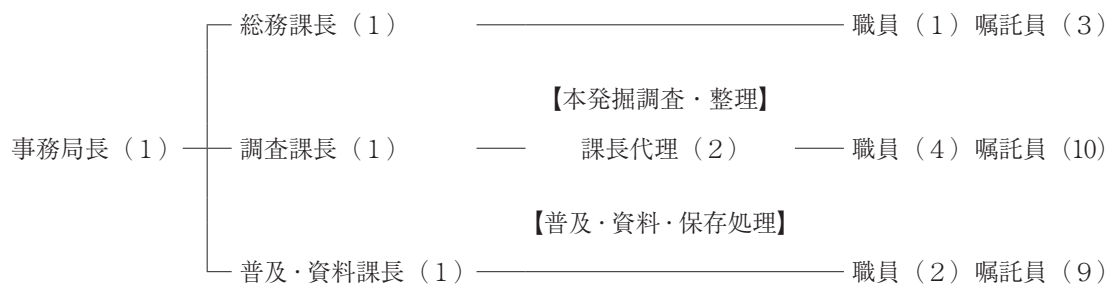 総務課長（１） 職員（１）嘱託員（３）
【本発掘調査・整理】
事務局長（１） 調査課長（１） 課長代理（２） 職員（４）嘱託員（10）
【普及・資料・保存処理】
普及・資料課長（１） 職員（２）嘱託員（９）